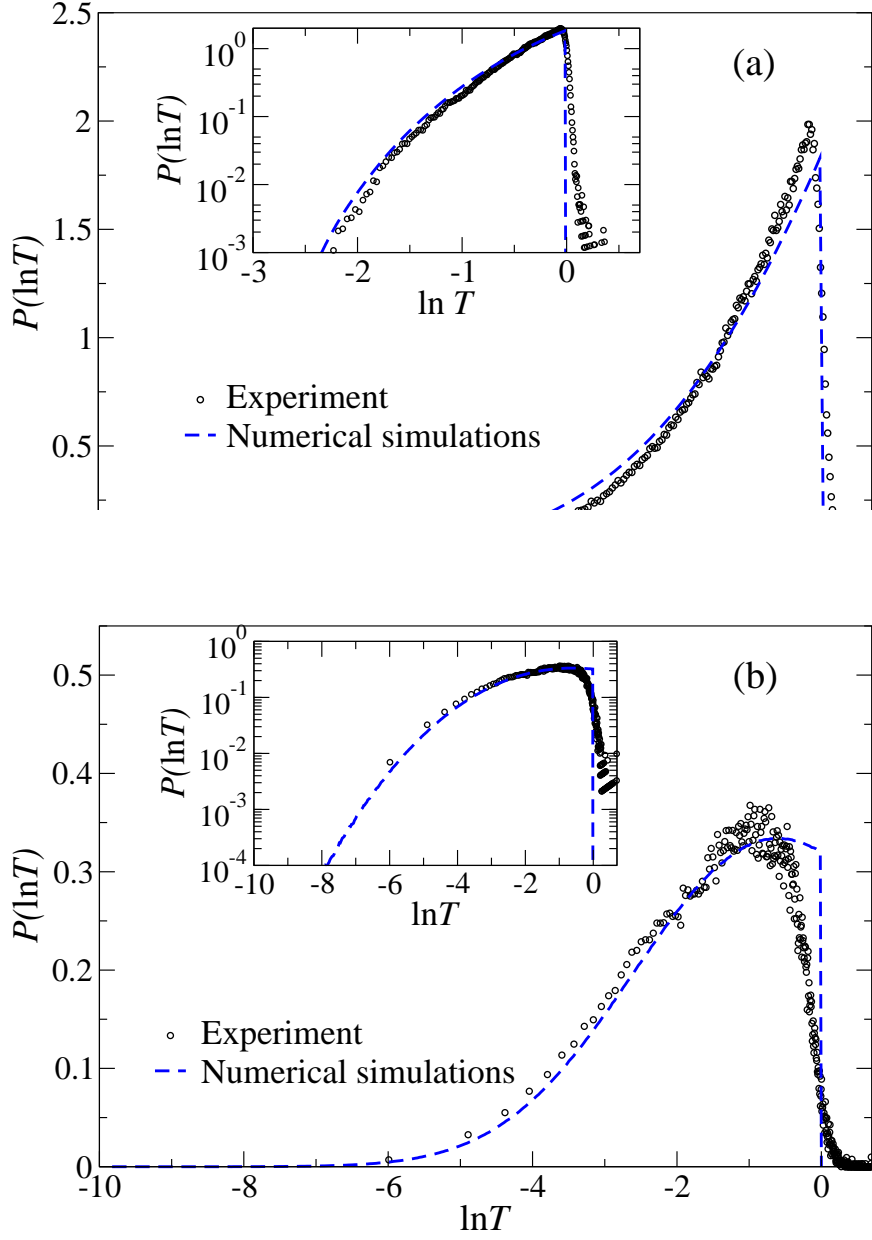 2.5
2
1.5
1
0.5
P(lnT)
(a)
10^0
10^-1
10^-2
10^-3
P(lnT)
-3 -2 -1 0
ln T
Experiment
Numerical simulations
0.5
0.4
0.3
0.2
0.1
0
P(lnT)
(b)
10^0
10^-1
10^-2
10^-3
10^-4
P(lnT)
-10 -8 -6 -4 -2 0
lnT
Experiment
Numerical simulations
-10 -8 -6 -4 -2 0
lnT